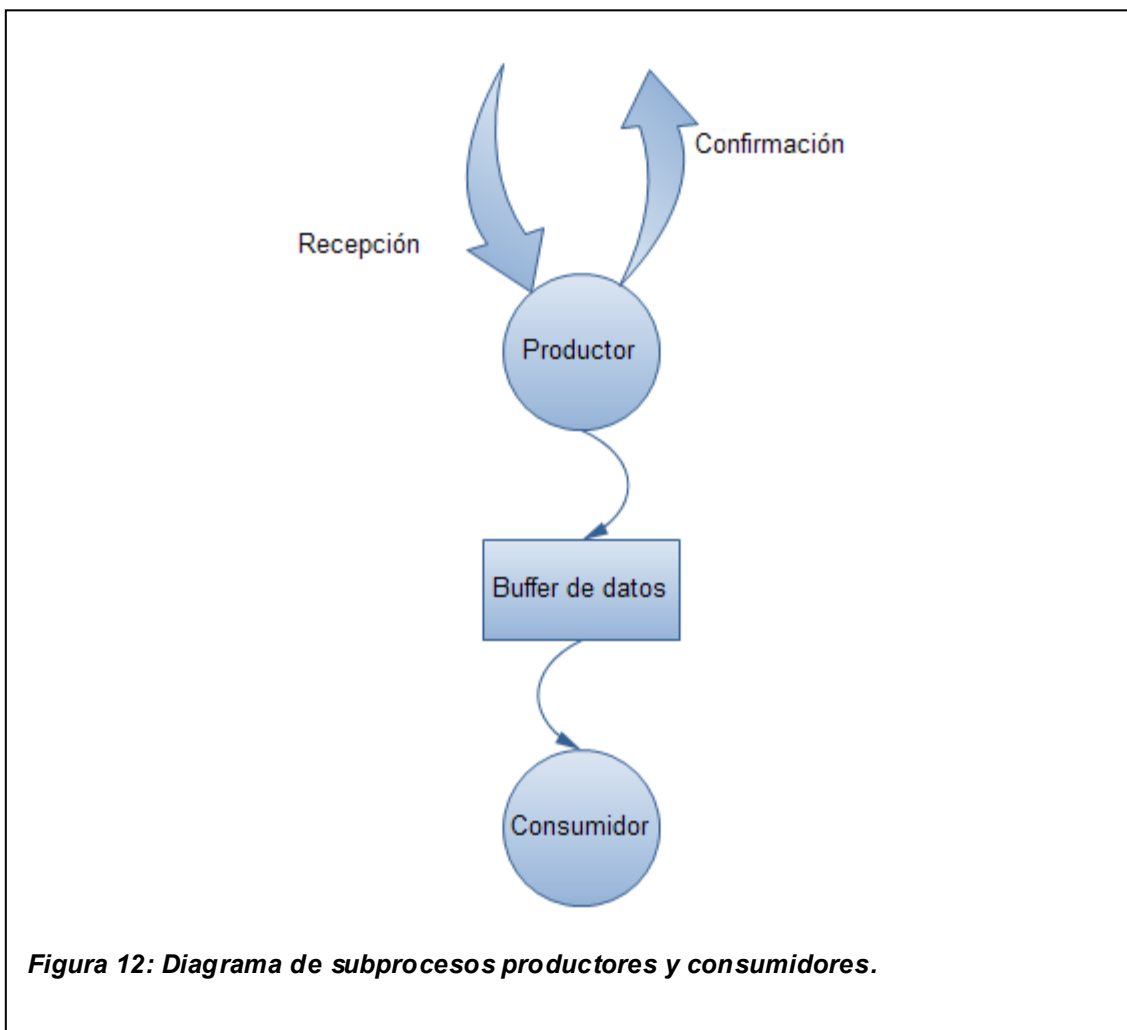 Confirmación
Recepción
Productor
Buffer de datos
Consumidor
Figura 12: Diagrama de subprocesos productores y consumidores.